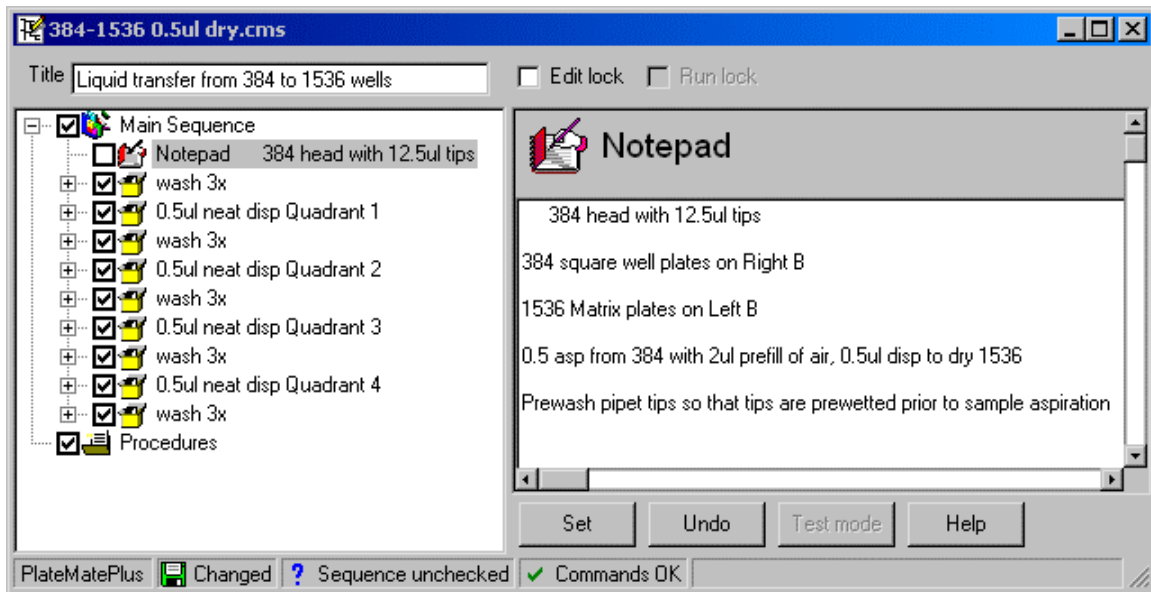 384-1536 0.5ul dry.cms
Title Liquid transfer from 384 to 1536 wells
Edit lock Run lock
Main Sequence
Notepad 384 head with 12.5ul tips
wash 3x
0.5ul neat disp Quadrant 1
wash 3x
0.5ul neat disp Quadrant 2
wash 3x
0.5ul neat disp Quadrant 3
wash 3x
0.5ul neat disp Quadrant 4
wash 3x
Procedures
Notepad
384 head with 12.5ul tips
384 square well plates on Right B
1536 Matrix plates on Left B
0.5 asp from 384 with 2ul prefill of air, 0.5ul disp to dry 1536
Prewash pipet tips so that tips are prewetted prior to sample aspiration
Set Undo Test mode Help
PlateMatePlus Changed ? Sequence unchecked Commands OK